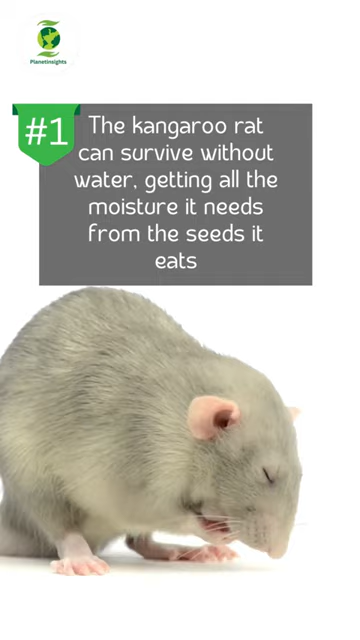 Planetinsights
#1
The kangaroo rat
can survive without
water, getting all the
moisture it needs
from the seeds it
eats